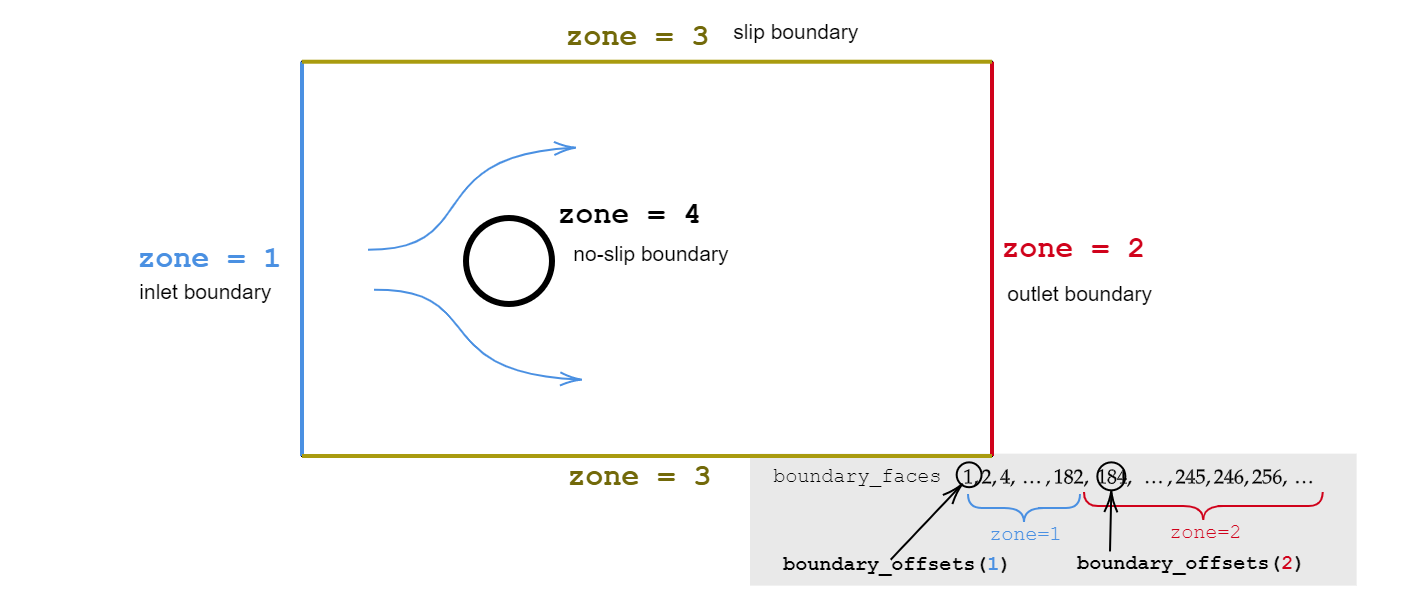 zone = 3 slip boundary
zone = 4
no-slip boundary
zone = 1
inlet boundary
zone = 2
outlet boundary
zone = 3
boundary_faces 1,2,4, ...,182, 184, ...,245,246,256, ...
zone=1 zone=2
boundary_offsets(1) boundary_offsets(2)